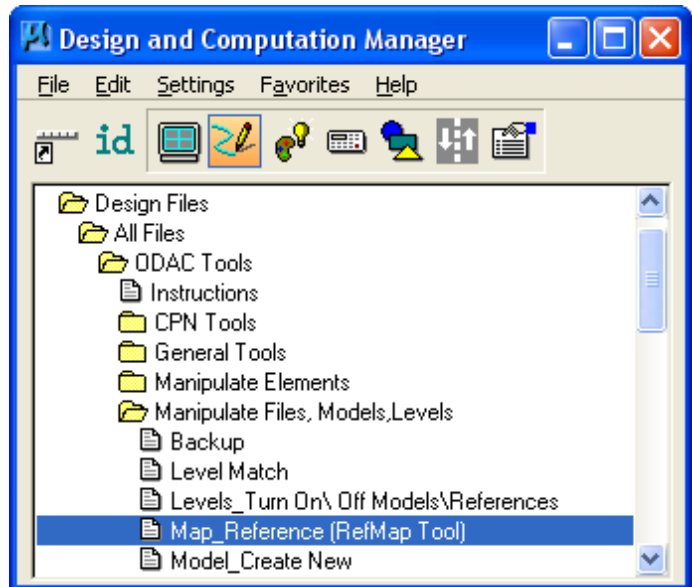 Design and Computation Manager
File Edit Settings Favorites Help
id
Design Files
All Files
ODAC Tools
Instructions
CPN Tools
General Tools
Manipulate Elements
Manipulate Files, Models,Levels
Backup
Level Match
Levels_Turn On\ Off Models\References
Map_Reference (RefMap Tool)
Model_Create New